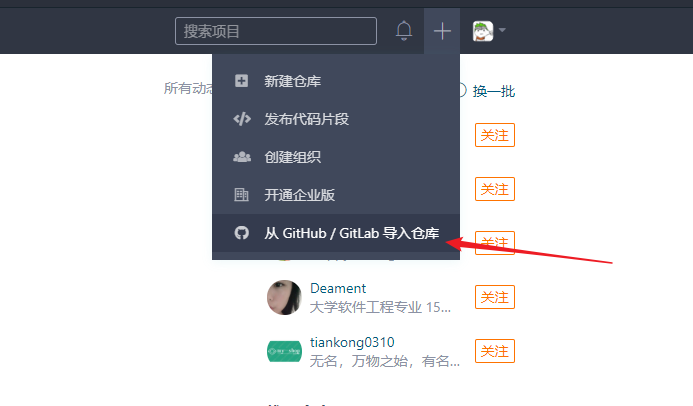 搜索项目
所有动态
换一批
新建仓库
发布代码片段
创建组织
开通企业版
从 GitHub / GitLab 导入仓库
关注
关注
关注
Deament
大学软件工程专业 15...
关注
tiankong0310
无名，万物之始，有名...
关注